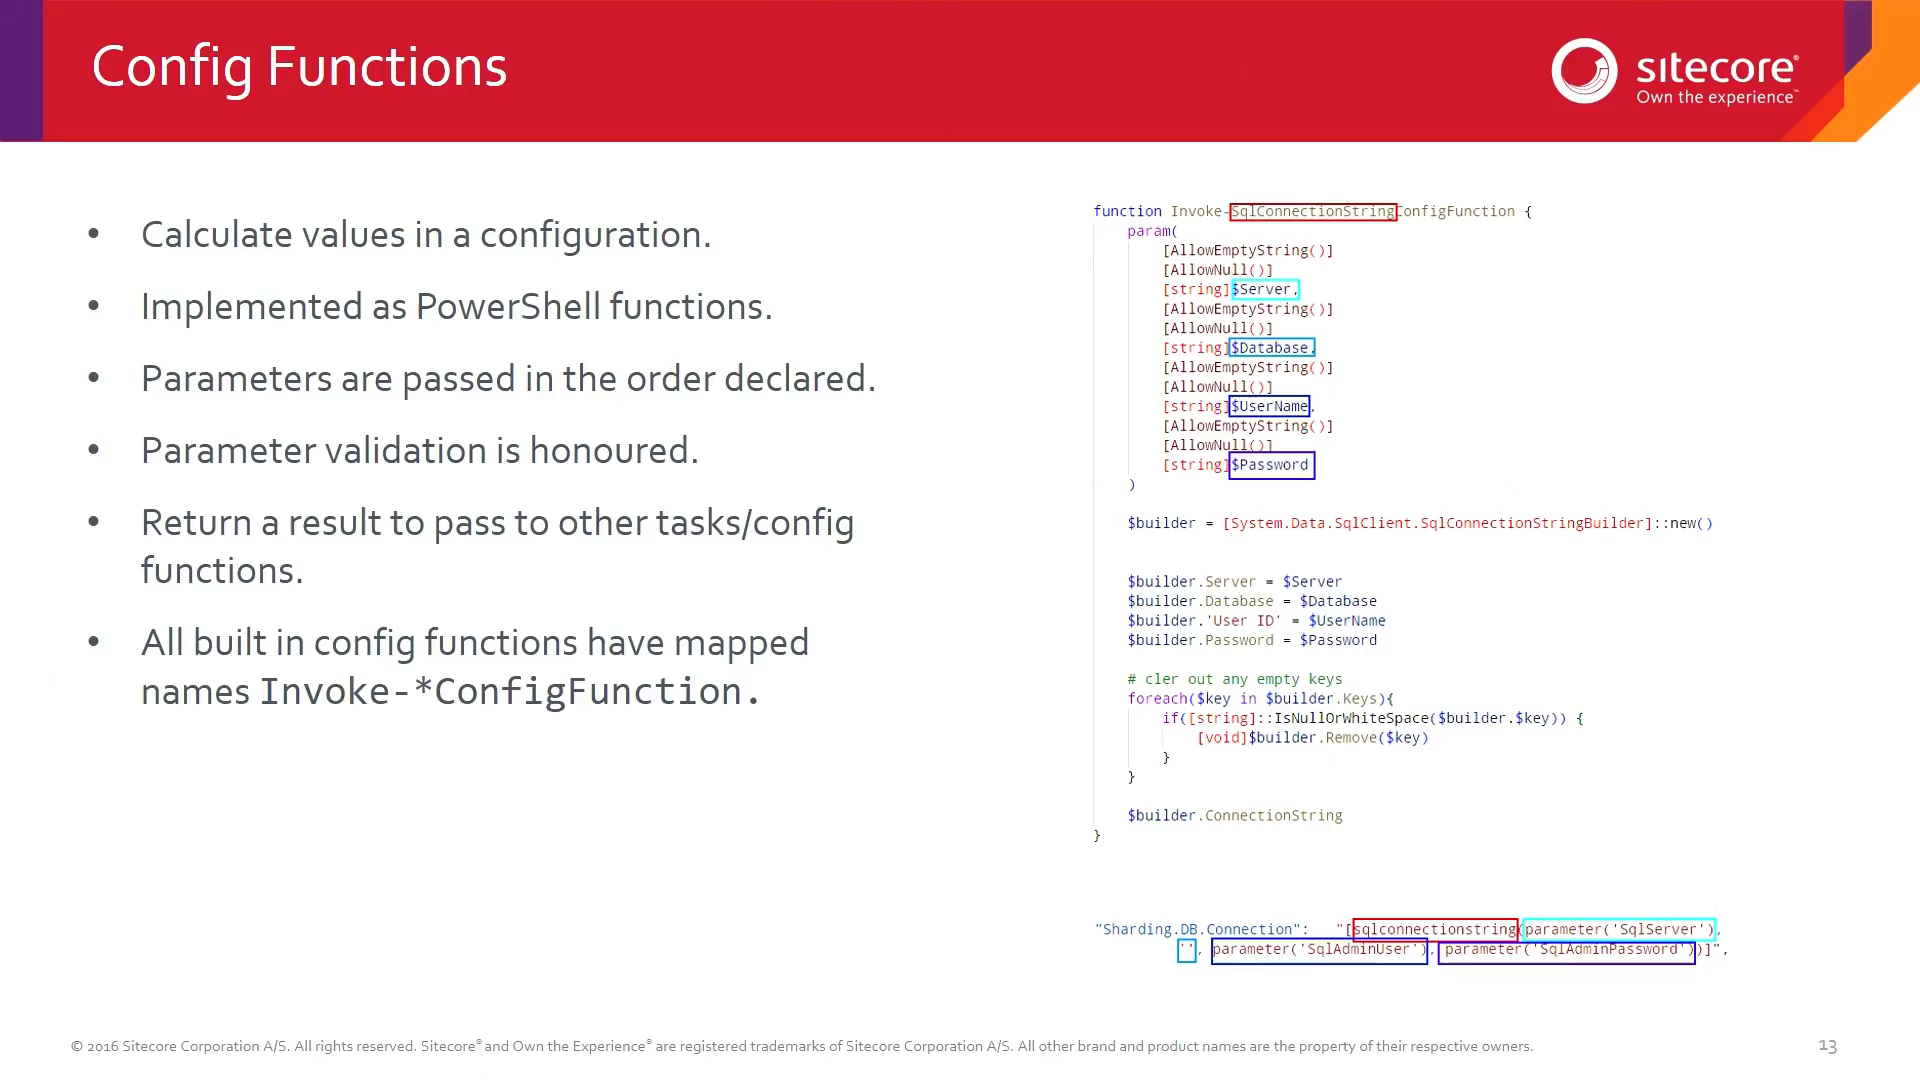 Config Functions
sitecore®
Own the experience™
• Calculate values in a configuration.
• Implemented as PowerShell functions.
• Parameters are passed in the order declared.
• Parameter validation is honoured.
• Return a result to pass to other tasks/config
functions.
• All built in config functions have mapped
names Invoke-*ConfigFunction.
function Invoke-SqlConnectionStringConfigFunction {
param(
[AllowEmptyString()]
[AllowNull()]
[string]$Server,
[AllowEmptyString()]
[AllowNull()]
[string]$Database,
[AllowEmptyString()]
[AllowNull()]
[string]$UserName,
[AllowEmptyString()]
[AllowNull()]
[string]$Password
)
$builder = [System.Data.SqlClient.SqlConnectionStringBuilder]::new()
$builder.Server = $Server
$builder.Database = $Database
$builder.'User ID' = $UserName
$builder.Password = $Password
# cler out any empty keys
foreach($key in $builder.Keys){
if([string]::IsNullOrWhiteSpace($builder.$key)) {
[void]$builder.Remove($key)
}
}
$builder.ConnectionString
}
"Sharding.DB.Connection": "[sqlconnectionstring(parameter('SqlServer'),
'', parameter('SqlAdminUser'), parameter('SqlAdminPassword'))]",
© 2016 Sitecore Corporation A/S. All rights reserved. Sitecore® and Own the Experience® are registered trademarks of Sitecore Corporation A/S. All other brand and product names are the property of their respective owners.
13